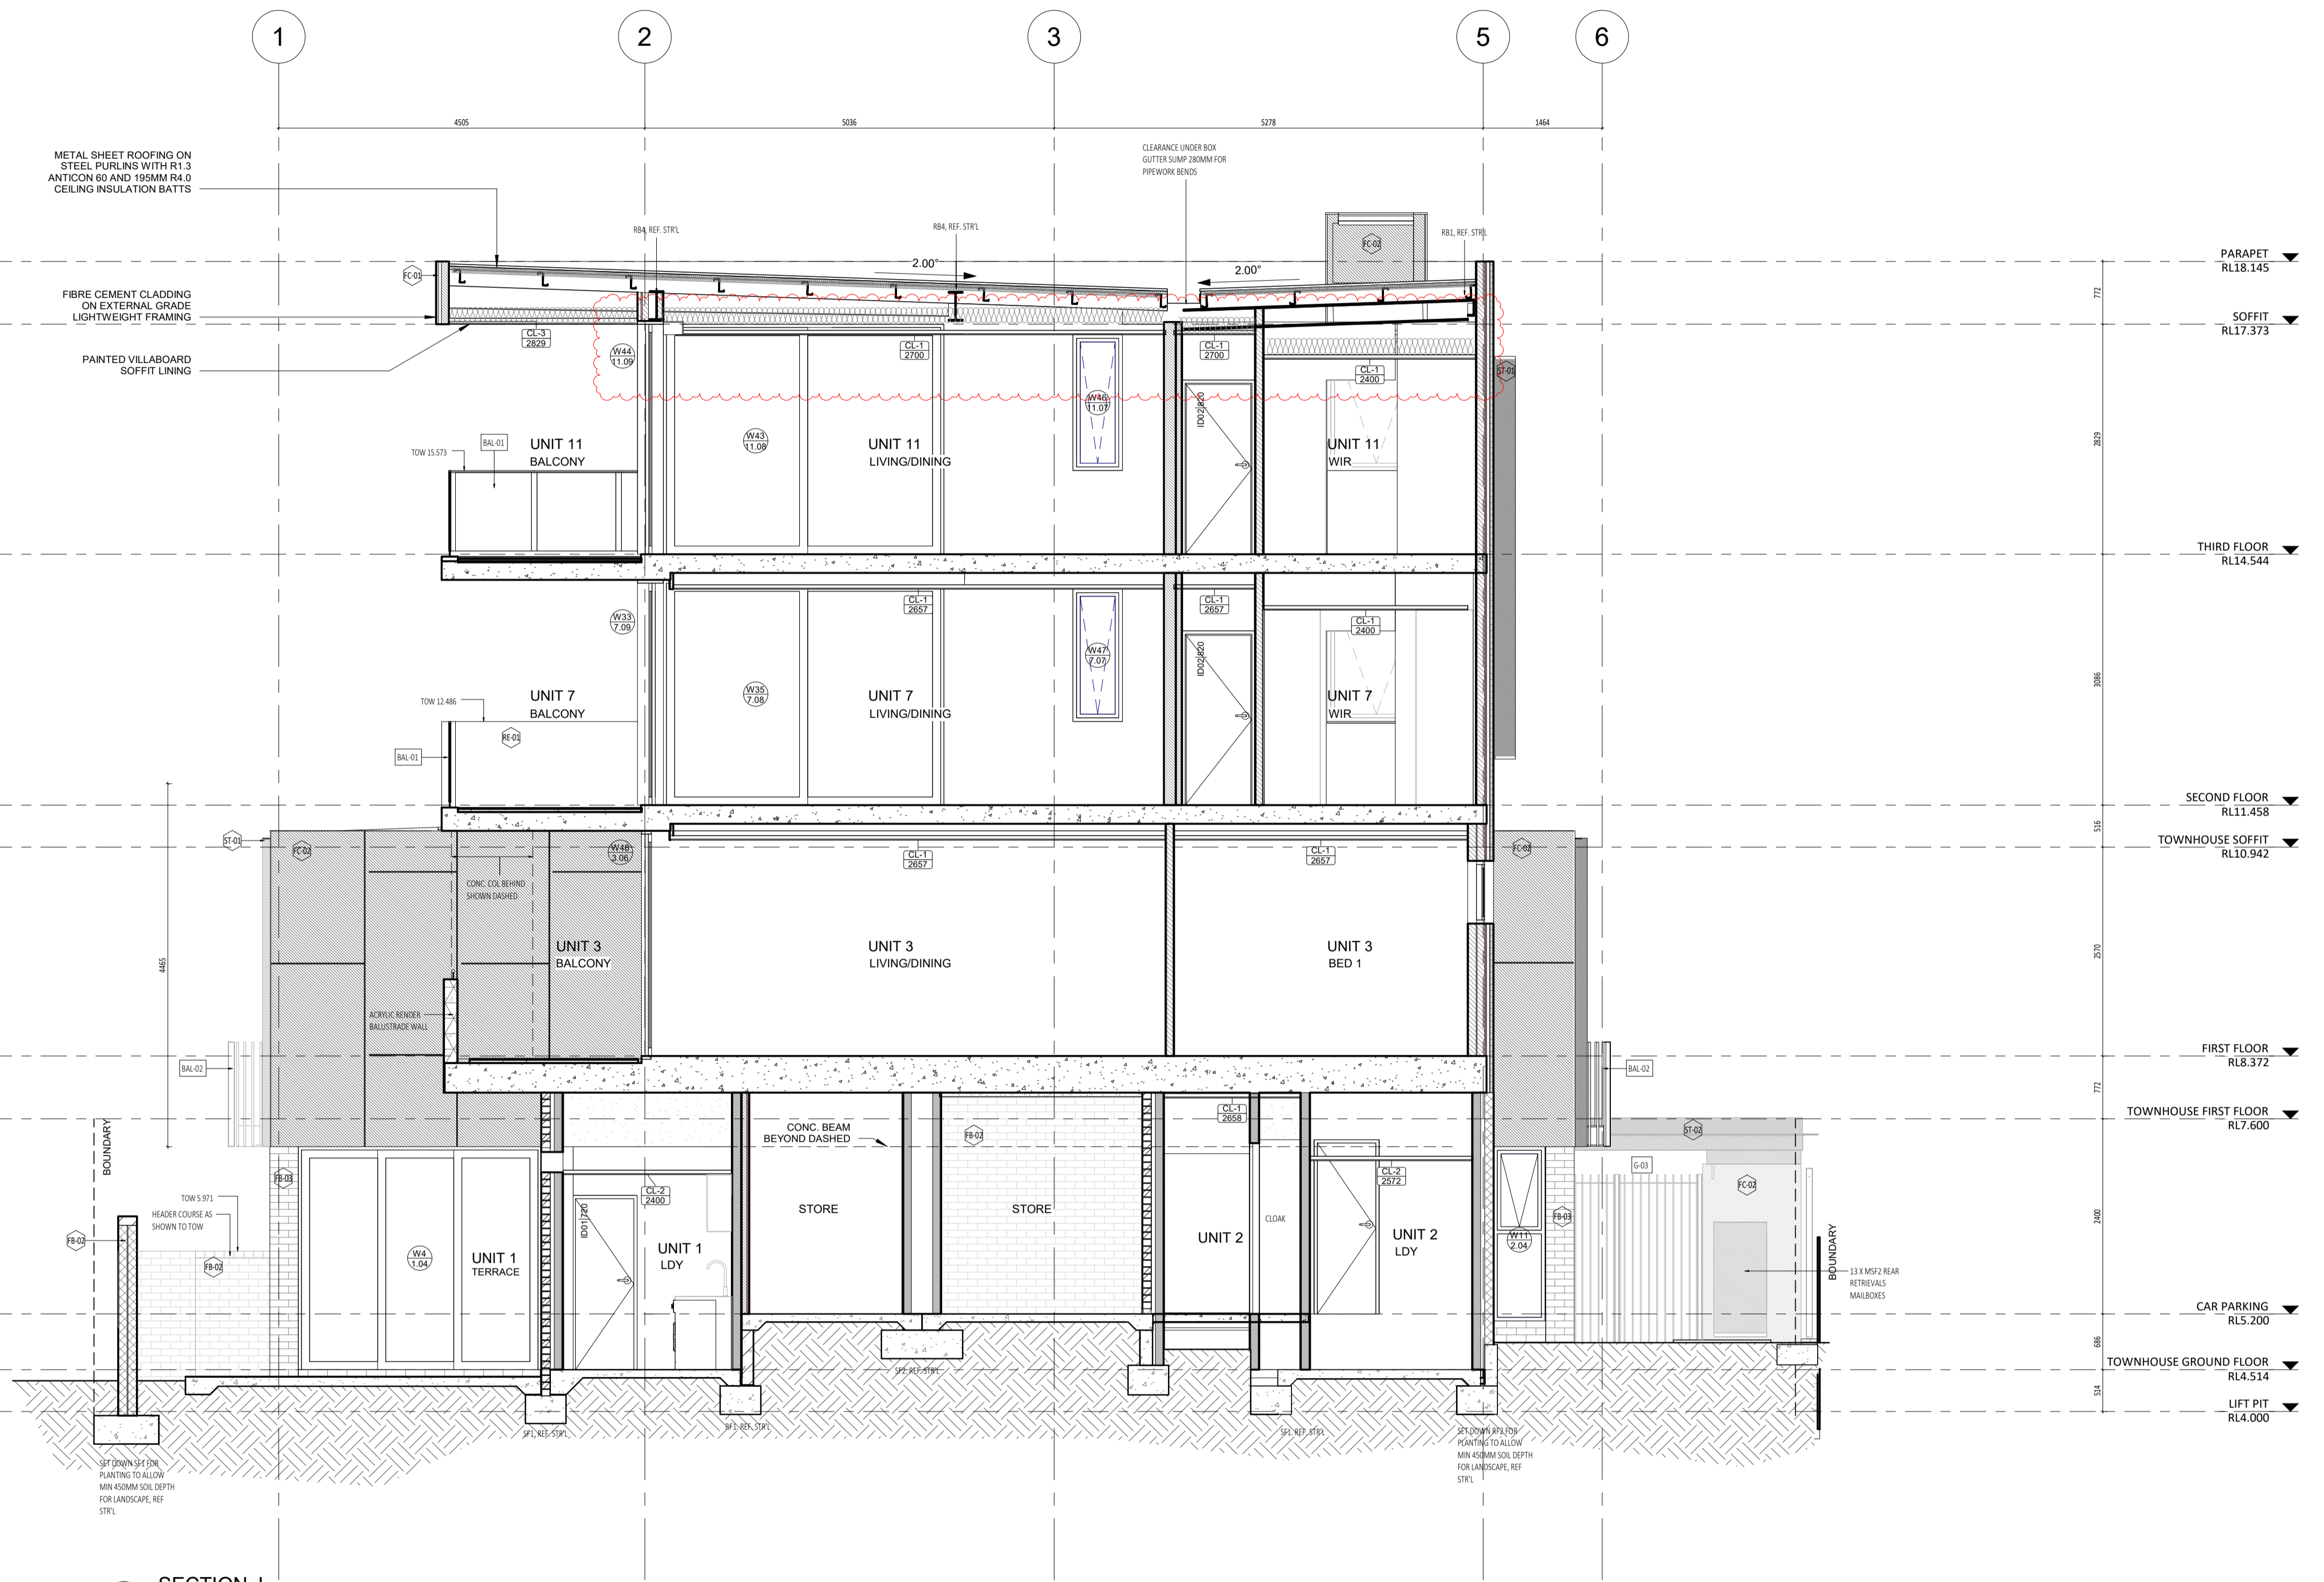 1
2
3
5
6
4505
5036
5278
1464
METAL SHEET ROOFING ON
STEEL PURLINS WITH R1.3
ANTICON 60 AND 195MM R4.0
CEILING INSULATION BATTS
CLEARANCE UNDER BOX
GUTTER SUMP 280MM FOR
PIPEWORK BENDS
RB4, REF. STR'L
RB4, REF. STR'L
RB1, REF. STR'L
FC-02
2.00°
2.00°
FC-01
PARAPET
RL18.145
772
FIBRE CEMENT CLADDING
ON EXTERNAL GRADE
LIGHTWEIGHT FRAMING
SOFFIT
RL17.373
PAINTED VILLABOARD
SOFFIT LINING
CL-3
2829
W44
11.09
CL-1
2700
CL-1
2700
CL-1
2400
ST-01
W46
11.07
ID02 820
BAL-01
TOW 15.573
UNIT 11
BALCONY
W43
11.08
UNIT 11
LIVING/DINING
UNIT 11
WIR
2829
THIRD FLOOR
RL14.544
W33
7.09
CL-1
2657
CL-1
2657
CL-1
2400
W47
7.07
ID02 820
TOW 12.486
UNIT 7
BALCONY
RE-01
BAL-01
W35
7.08
UNIT 7
LIVING/DINING
UNIT 7
WIR
3086
SECOND FLOOR
RL11.458
516
TOWNHOUSE SOFFIT
RL10.942
ST-01
FC-02
W48
3.06
CL-1
2657
CL-1
2657
FC-02
CONC. COL BEHIND
SHOWN DASHED
4465
UNIT 3
BALCONY
UNIT 3
LIVING/DINING
UNIT 3
BED 1
2570
ACRYLIC RENDER
BALUSTRADE WALL
BAL-02
BAL-02
FIRST FLOOR
RL8.372
772
TOWNHOUSE FIRST FLOOR
RL7.600
BOUNDARY
CONC. BEAM
BEYOND DASHED
FB-02
CL-1
2658
ST-02
G-03
FC-02
FB-03
TOW 5.971
HEADER COURSE AS
SHOWN TO TOW
FB-02
FB-02
W4
1.04
UNIT 1
TERRACE
ID01 720
CL-2
2400
UNIT 1
LDY
STORE
STORE
UNIT 2
CLOAK
CL-2
2572
UNIT 2
LDY
W11
2.04
FB-03
BOUNDARY
13 X MSF2 REAR
RETRIEVALS
MAILBOXES
2400
CAR PARKING
RL5.200
686
TOWNHOUSE GROUND FLOOR
RL4.514
514
LIFT PIT
RL4.000
SF2. REF. STR'L
SF1, REF. STR'L
RF1. REF. STR'L
SF1. REF. STR'L
SET DOWN SF1 FOR
PLANTING TO ALLOW
MIN 450MM SOIL DEPTH
FOR LANDSCAPE, REF
STR'L
SET DOWN RF2 FOR
PLANTING TO ALLOW
MIN 450MM SOIL DEPTH
FOR LANDSCAPE, REF
STR'L